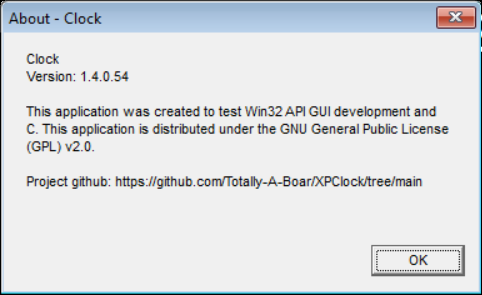 About - Clock
Clock
Version: 1.4.0.54
This application was created to test Win32 API GUI development and
C. This application is distributed under the GNU General Public License
(GPL) v2.0.
Project github: https://github.com/Totally-A-Boar/XPClock/tree/main
OK